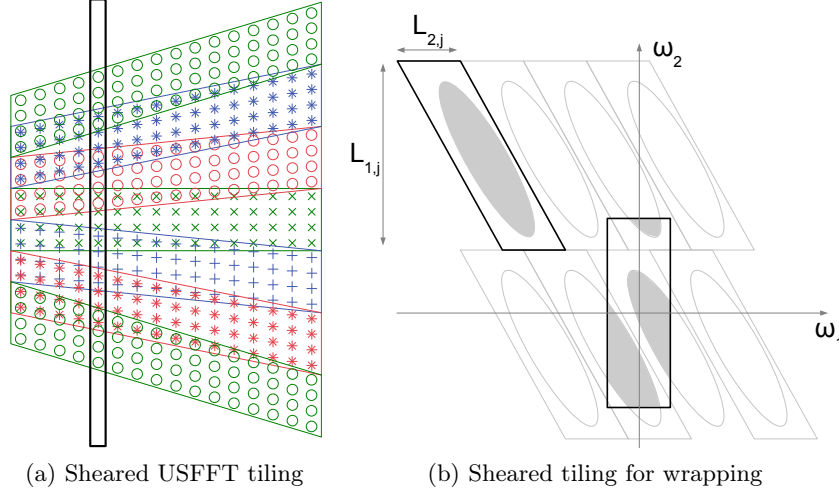 L2,j
ω2
L1,j
ω1
(a) Sheared USFFT tiling
(b) Sheared tiling for wrapping